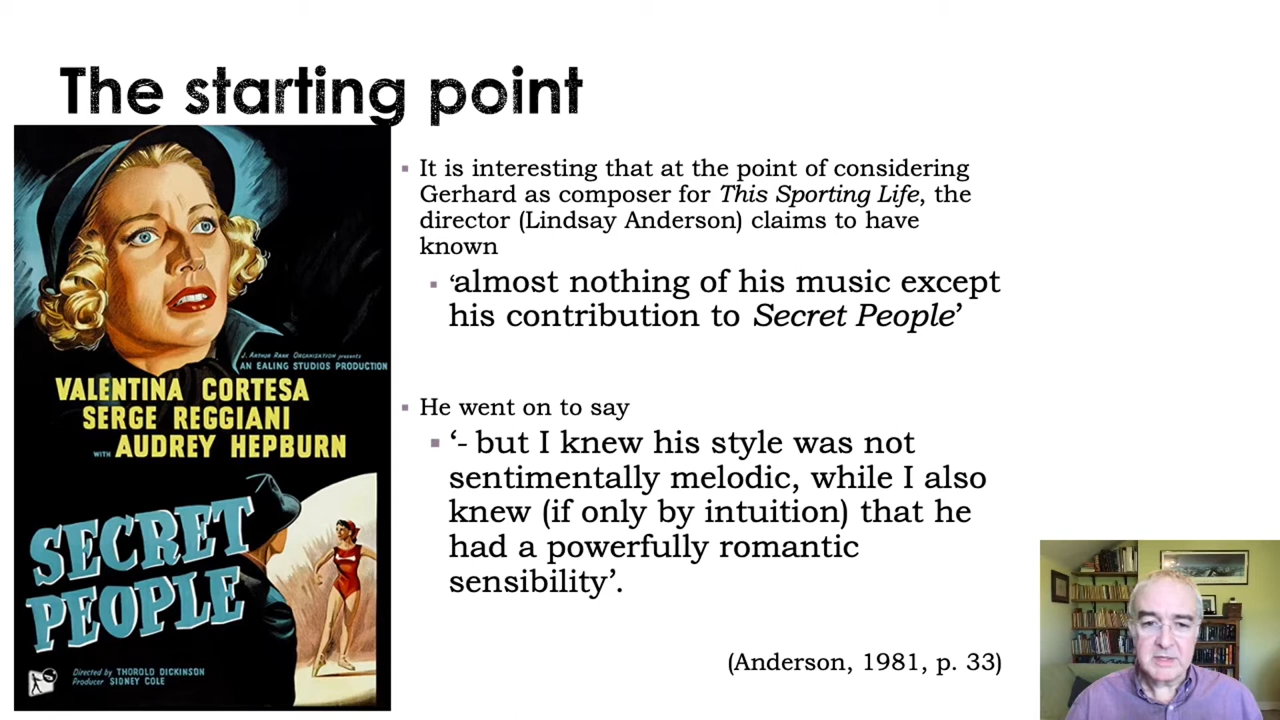 The starting point
It is interesting that at the point of considering
Gerhard as composer for This Sporting Life, the
director (Lindsay Anderson) claims to have
known
‘almost nothing of his music except
his contribution to Secret People’
He went on to say
‘- but I knew his style was not
sentimentally melodic, while I also
knew (if only by intuition) that he
had a powerfully romantic
sensibility’.
(Anderson, 1981, p. 33)
J. ARTHUR RANK ORGANISATION presents
AN EALING STUDIOS PRODUCTION
VALENTINA CORTESA
SERGE REGGIANI
WITH AUDREY HEPBURN
SECRET
PEOPLE
Directed by THOROLD DICKINSON
Producer SIDNEY COLE